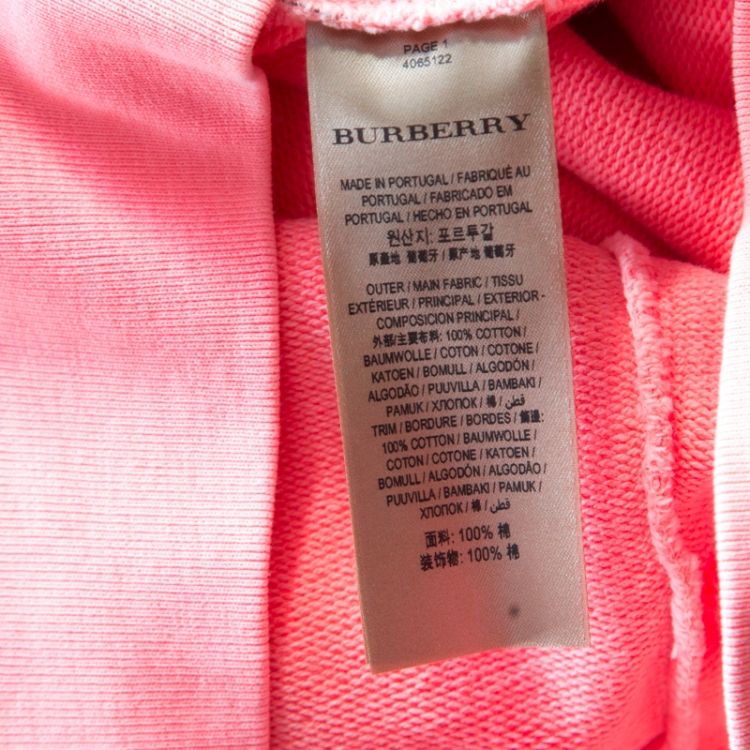 PAGE 1
4065122
BURBERRY
MADE IN PORTUGAL / FABRIQUÉ AU
PORTUGAL / FABRICADO EM
PORTUGAL / HECHO EN PORTUGAL
원산지: 포르투갈
原產地 葡萄牙 / 原产地 葡萄牙
OUTER / MAIN FABRIC / TISSU
EXTÉRIEUR / PRINCIPAL / EXTERIOR -
COMPOSICION PRINCIPAL /
外部/主要布料: 100% COTTON /
BAUMWOLLE / COTON / COTONE /
KATOEN / BOMULL / ALGODÓN /
ALGODÃO / PUUVILLA / BAMBAKI /
PAMUK / ХЛОПОК / 棉 / قطن /
TRIM / BORDURE / BORDES / 飾邊:
100% COTTON / BAUMWOLLE /
COTON / COTONE / KATOEN /
BOMULL / ALGODÓN / ALGODÃO /
PUUVILLA / BAMBAKI / PAMUK /
ХЛОПОК / 棉 / قطن /
面料: 100% 棉
装饰物: 100% 棉